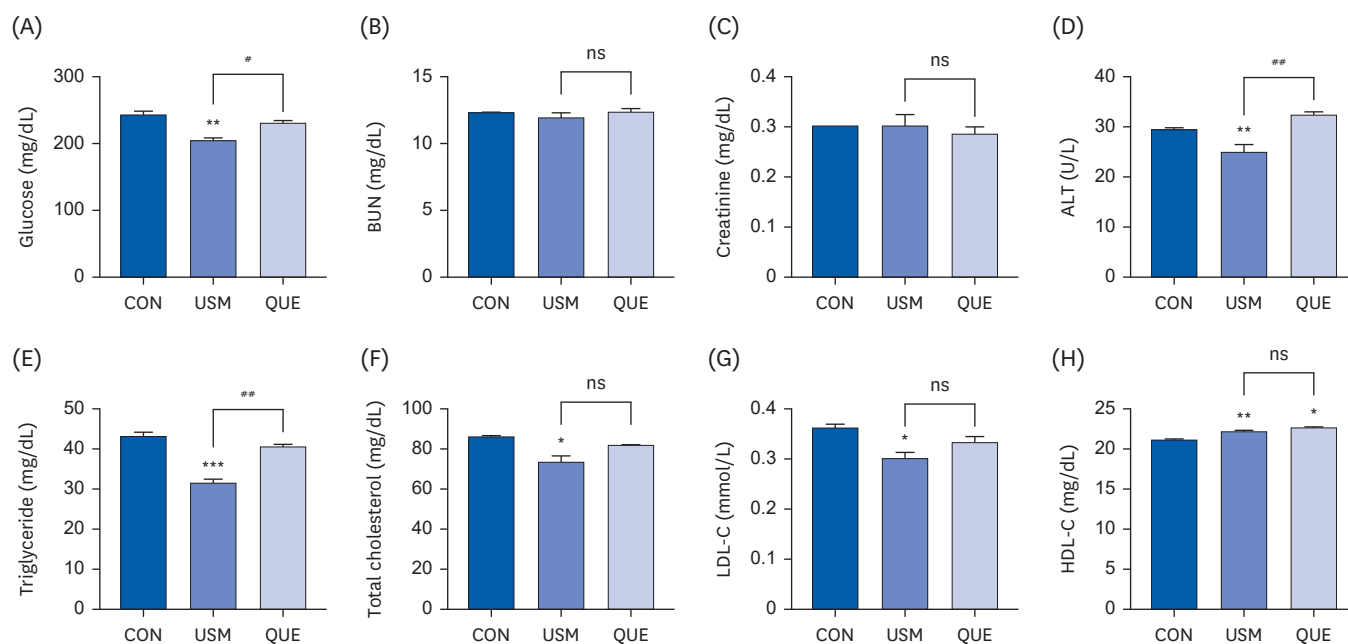 (A)
Glucose (mg/dL)
300
200
100
0
**
#
CON USM QUE
(B)
BUN (mg/dL)
15
10
5
0
ns
CON USM QUE
(C)
Creatinine (mg/dL)
0.4
0.3
0.2
0.1
0
ns
CON USM QUE
(D)
ALT (U/L)
40
30
20
10
0
**
##
CON USM QUE
(E)
Triglyceride (mg/dL)
50
40
30
20
10
0
***
##
CON USM QUE
(F)
Total cholesterol (mg/dL)
100
80
60
40
20
0
*
ns
CON USM QUE
(G)
LDL-C (mmol/L)
0.4
0.3
0.2
0.1
0
*
ns
CON USM QUE
(H)
HDL-C (mg/dL)
25
20
15
10
5
0
**
*
ns
CON USM QUE